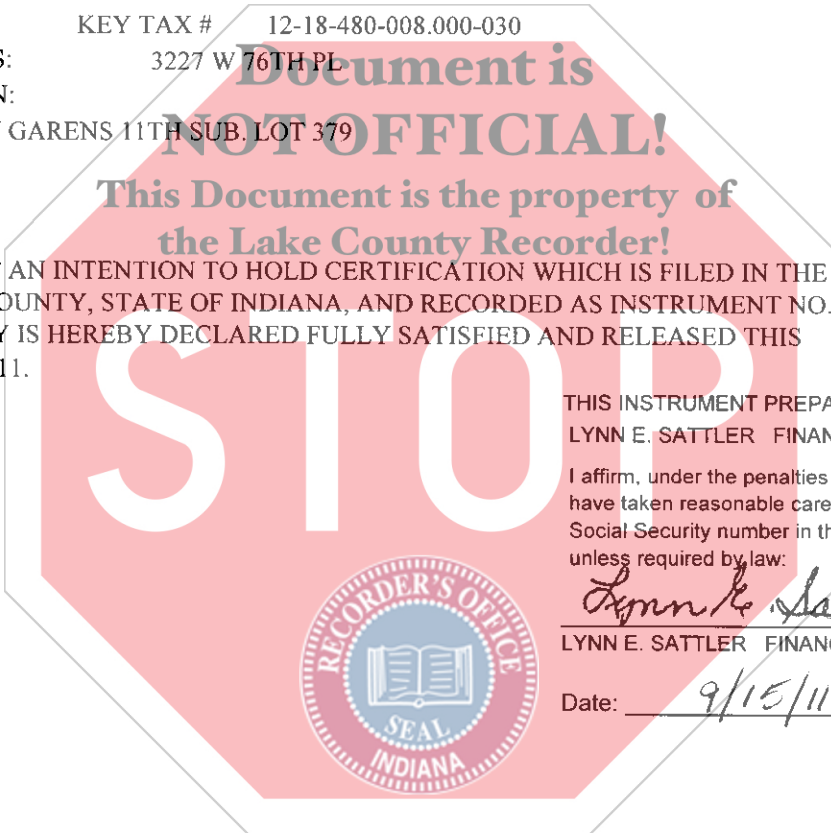 KEY TAX # 12-18-480-008.000-030
S: 3227 W 76TH PL
N:
GARENS 11TH SUB. LOT 379
Document is
NOT OFFICIAL!
This Document is the property of
the Lake County Recorder!
AN INTENTION TO HOLD CERTIFICATION WHICH IS FILED IN THE
OUNTY, STATE OF INDIANA, AND RECORDED AS INSTRUMENT NO.
Y IS HEREBY DECLARED FULLY SATISFIED AND RELEASED THIS
11.
STOP
THIS INSTRUMENT PREPA
LYNN E. SATTLER FINAN
I affirm, under the penalties
have taken reasonable care
Social Security number in th
unless required by law:
Lynn E. Sa
LYNN E. SATTLER FINANC
Date: 9/15/11
RECORDER'S OFFICE
SEAL
INDIANA